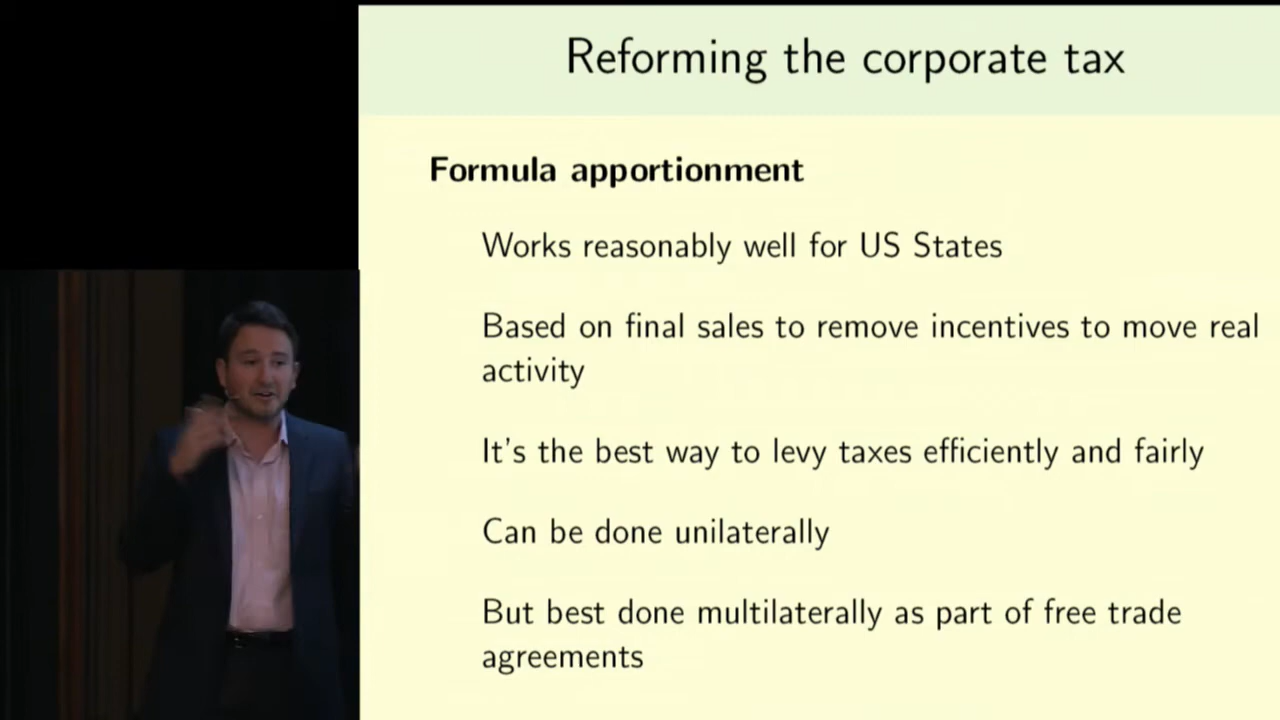 Reforming the corporate tax
Formula apportionment
Works reasonably well for US States
Based on final sales to remove incentives to move real
activity
It's the best way to levy taxes efficiently and fairly
Can be done unilaterally
But best done multilaterally as part of free trade
agreements